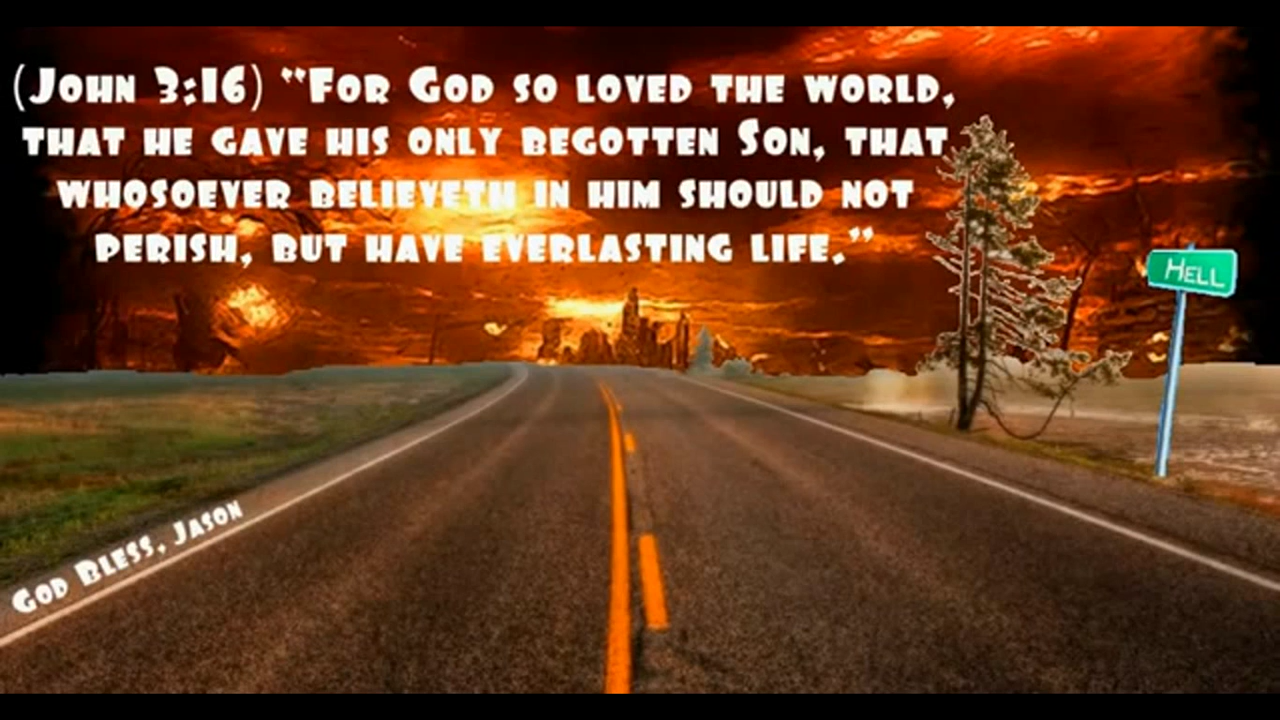 (John 3:16) "For God so loved the world,
that he gave his only begotten Son, that
whosoever believeth in him should not
perish, but have everlasting life."
Hell
God Bless, Jason